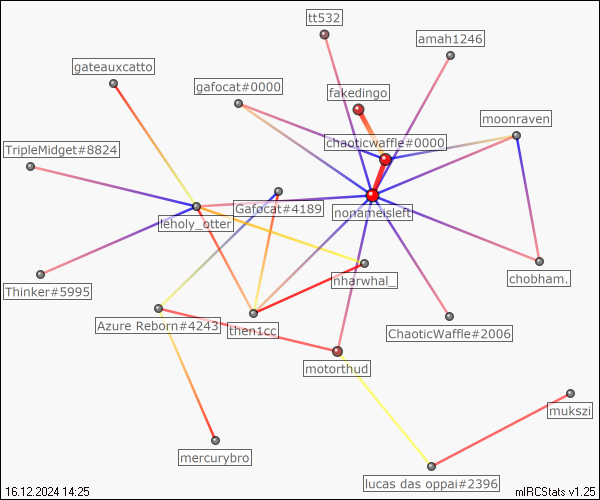 tt532
amah1246
gateauxcatto
gafocat#0000
fakedingo
moonraven
chaoticwaffle#0000
TripleMidget#8824
Gafocat#4189
nonameisleft
leholy_otter
nharwhal_
chobham.
Thinker#5995
Azure Reborn#4243
then1cc
ChaoticWaffle#2006
motorthud
mukszi
mercurybro
lucas das oppai#2396
16.12.2024 14:25
mIRCStats v1.25